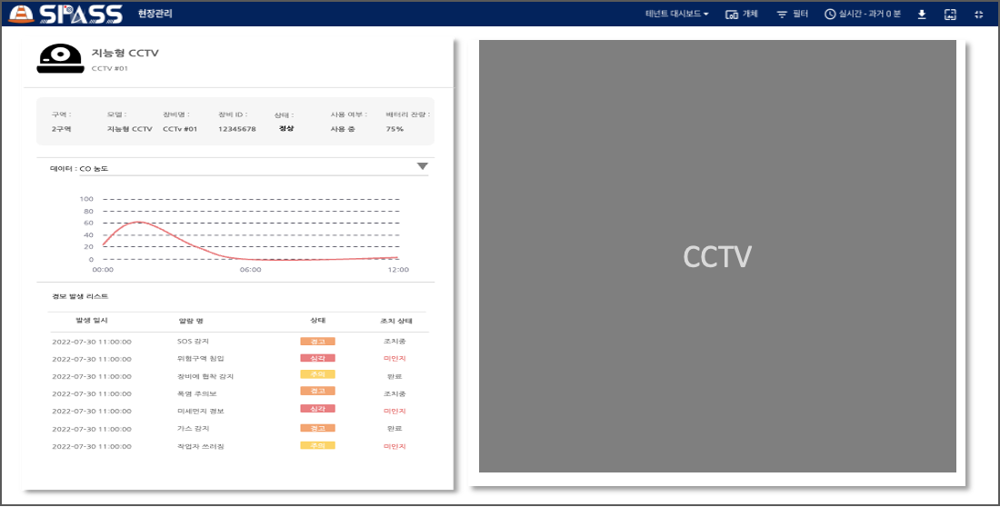 SPASS 현장관리 테넌트 대시보드 개체 필터 실시간 - 과거 0 분
지능형 CCTV
CCTV #01
구역 : 모델 : 장비명 : 장비 ID : 상태 : 사용 여부 : 배터리 잔량 :
2구역 지능형 CCTV CCTv #01 12345678 정상 사용 중 75%
데이터 : CO 농도
100
80
60
40
20
0
00:00 06:00 12:00
경보 발생 리스트
발생 일시 알람 명 상태 조치 상태
2022-07-30 11:00:00 SOS 감지 경고 조치중
2022-07-30 11:00:00 위험구역 침입 심각 미인지
2022-07-30 11:00:00 장비에 협착 감지 주의 완료
2022-07-30 11:00:00 폭염 주의보 경고 조치중
2022-07-30 11:00:00 미세먼지 경보 심각 미인지
2022-07-30 11:00:00 가스 감지 경고 완료
2022-07-30 11:00:00 작업자 쓰러짐 주의 미인지
CCTV